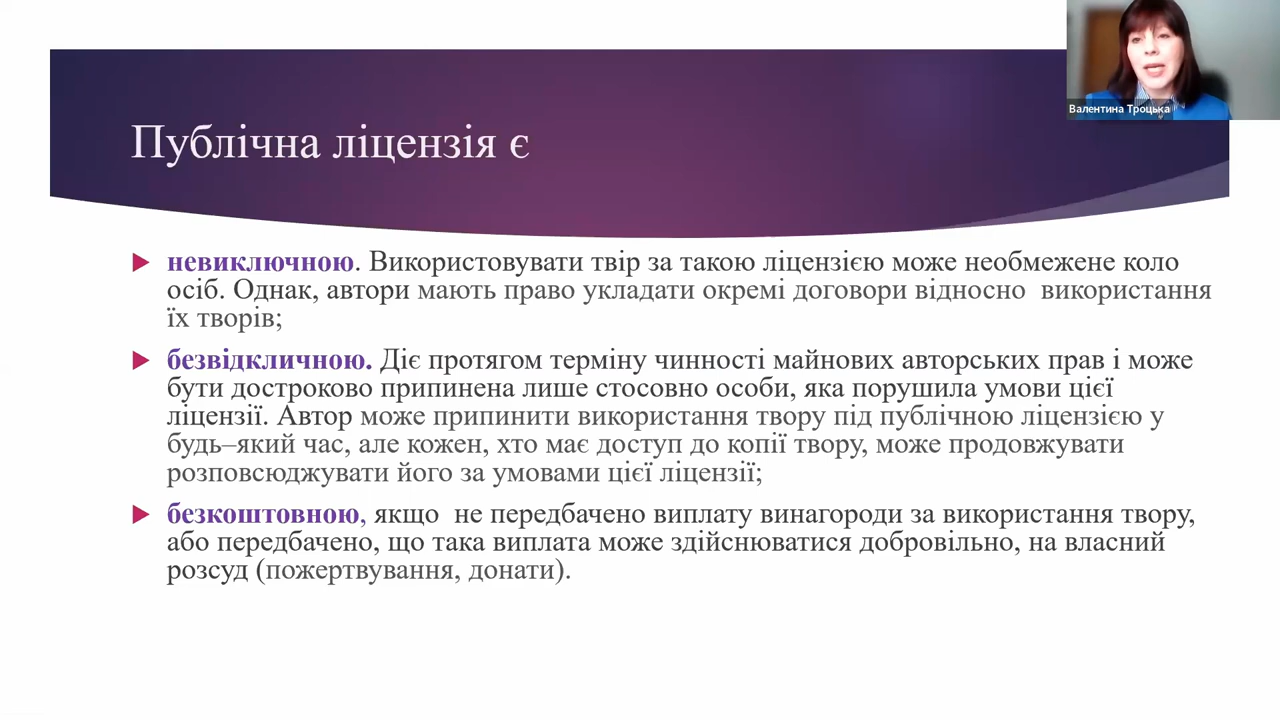 Валентина Троцька
Публічна ліцензія є
невиключною. Використовувати твір за такою ліцензією може необмежене коло
осіб. Однак, автори мають право укладати окремі договори відносно  використання
їх творів;
безвідкличною. Діє протягом терміну чинності майнових авторських прав і може
бути достроково припинена лише стосовно особи, яка порушила умови цієї
ліцензії. Автор може припинити використання твору під публічною ліцензією у
будь–який час, але кожен, хто має доступ до копії твору, може продовжувати
розповсюджувати його за умовами цієї ліцензії;
безкоштовною, якщо  не передбачено виплату винагороди за використання твору,
або передбачено, що така виплата може здійснюватися добровільно, на власний
розсуд (пожертвування, донати).